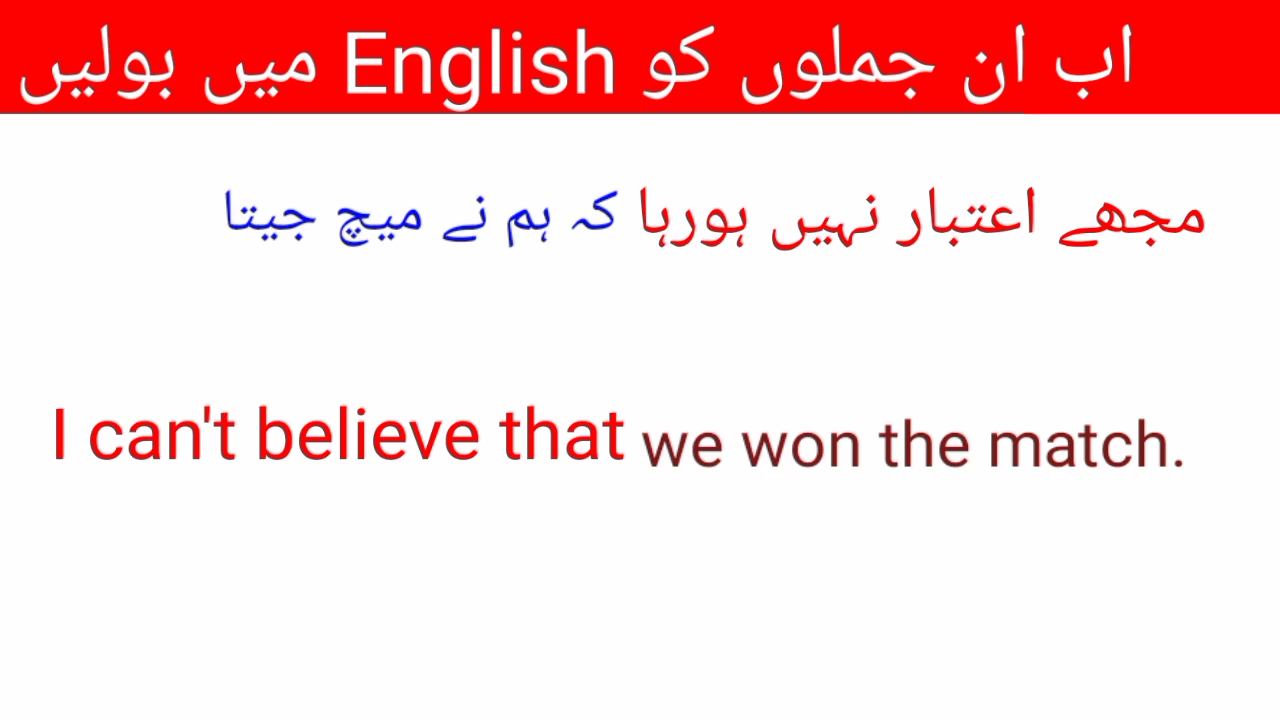 اب ان جملوں کو English میں بولیں
مجھے اعتبار نہیں ہورہا کہ ہم نے میچ جیتا
I can't believe that we won the match.